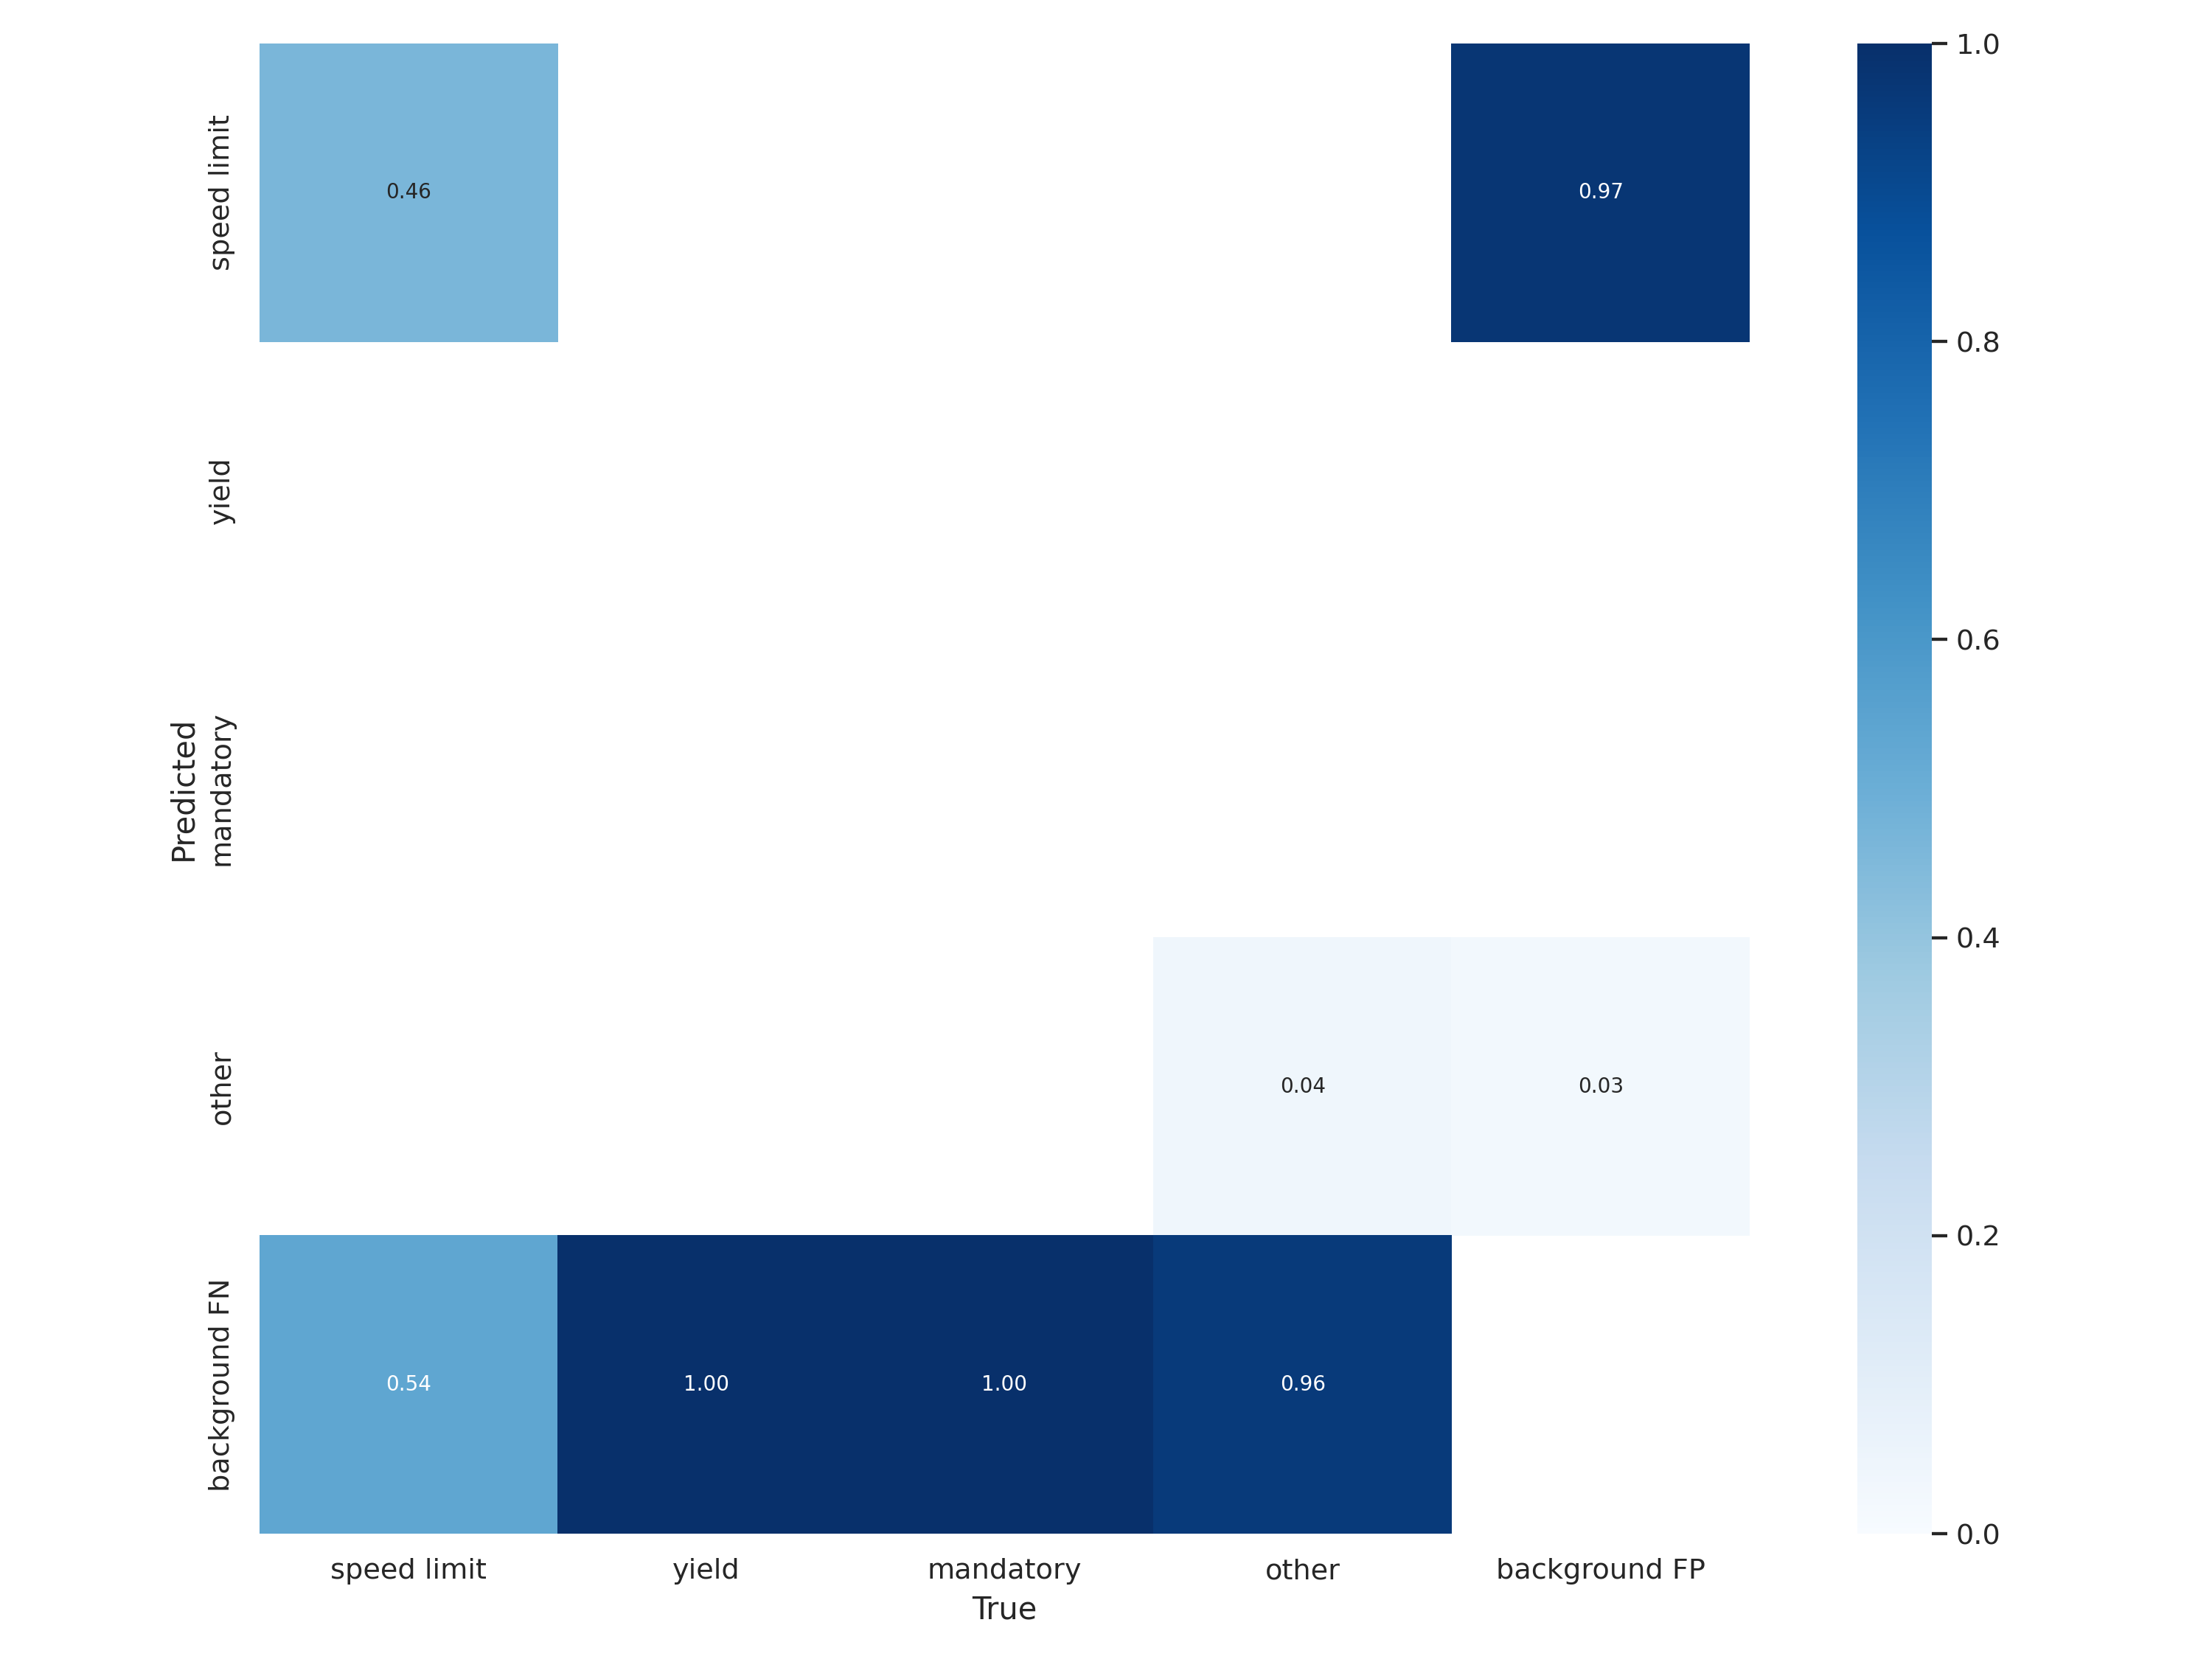 1.0
speed limit
0.46
0.97
0.8
yield
0.6
Predicted
mandatory
0.4
other
0.04
0.03
0.2
background FN
0.54
1.00
1.00
0.96
0.0
speed limit
yield
mandatory
other
background FP
True